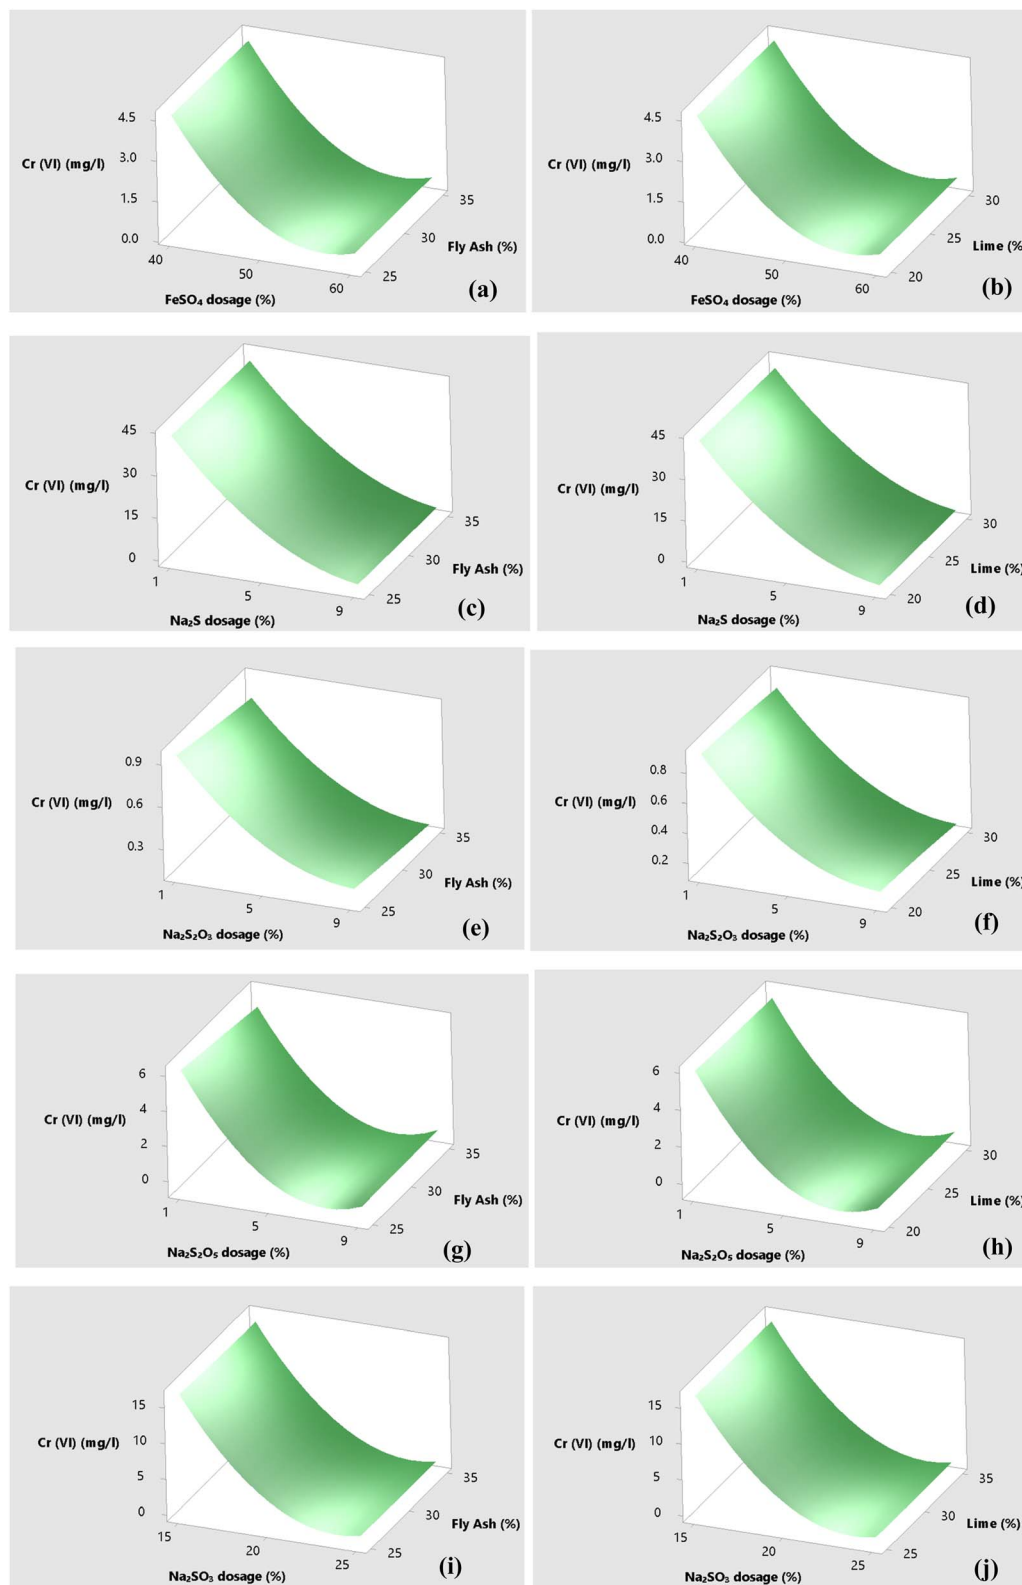 4.5
Cr (VI) (mg/l)
3.0
1.5
0.0
40
50
60
FeSO₄ dosage (%)
35
30
25
Fly Ash (%)
(a)
4.5
Cr (VI) (mg/l)
3.0
1.5
0.0
40
50
60
FeSO₄ dosage (%)
30
25
20
Lime (%
(b)
45
30
Cr (VI) (mg/l)
15
0
1
5
9
Na₂S dosage (%)
35
30
25
Fly Ash (%)
(c)
45
30
Cr (VI) (mg/l)
15
0
1
5
9
Na₂S dosage (%)
30
25
20
Lime (%)
(d)
0.9
Cr (VI) (mg/l)
0.6
0.3
1
5
9
Na₂S₂O₃ dosage (%)
35
30
25
Fly Ash (%)
(e)
0.8
Cr (VI) (mg/l)
0.6
0.4
0.2
1
5
9
Na₂S₂O₃ dosage (%)
30
25
20
Lime (%)
(f)
6
Cr (VI) (mg/l)
4
2
0
1
5
9
Na₂S₂O₅ dosage (%)
35
30
25
Fly Ash (%)
(g)
6
Cr (VI) (mg/l)
4
2
0
1
5
9
Na₂S₂O₅ dosage (%)
30
25
20
Lime (%)
(h)
15
Cr (VI) (mg/l)
10
5
0
15
20
25
Na₂SO₃ dosage (%)
35
30
25
Fly Ash (%)
(i)
15
Cr (VI) (mg/l)
10
5
0
15
20
25
Na₂SO₃ dosage (%)
35
30
25
Lime (%)
(j)